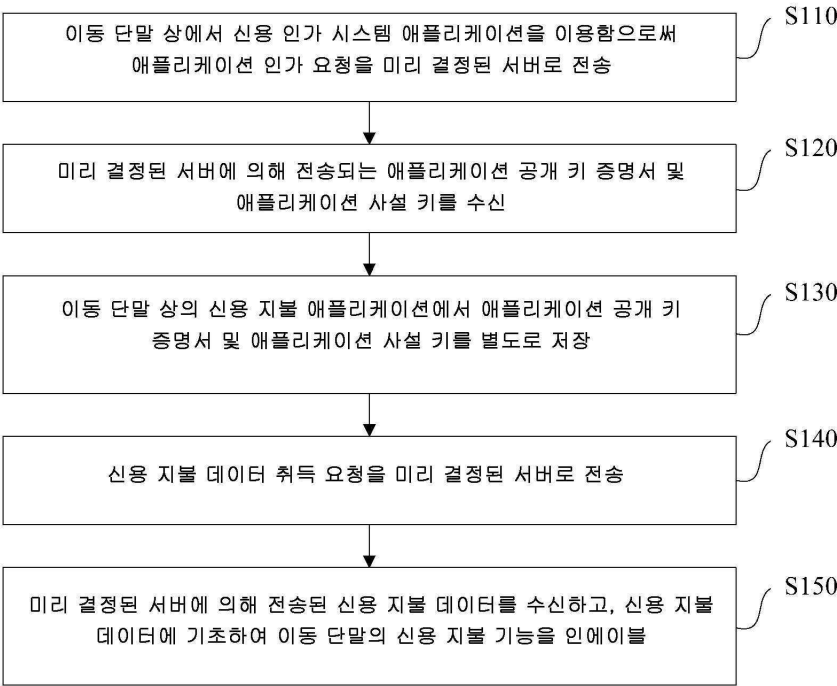 이동 단말 상에서 신용 인가 시스템 애플리케이션을 이용함으로써
애플리케이션 인가 요청을 미리 결정된 서버로 전송
S110
미리 결정된 서버에 의해 전송되는 애플리케이션 공개 키 증명서 및
애플리케이션 사설 키를 수신
S120
이동 단말 상의 신용 지불 애플리케이션에서 애플리케이션 공개 키
증명서 및 애플리케이션 사설 키를 별도로 저장
S130
신용 지불 데이터 취득 요청을 미리 결정된 서버로 전송
S140
미리 결정된 서버에 의해 전송된 신용 지불 데이터를 수신하고, 신용 지불
데이터에 기초하여 이동 단말의 신용 지불 기능을 인에이블
S150